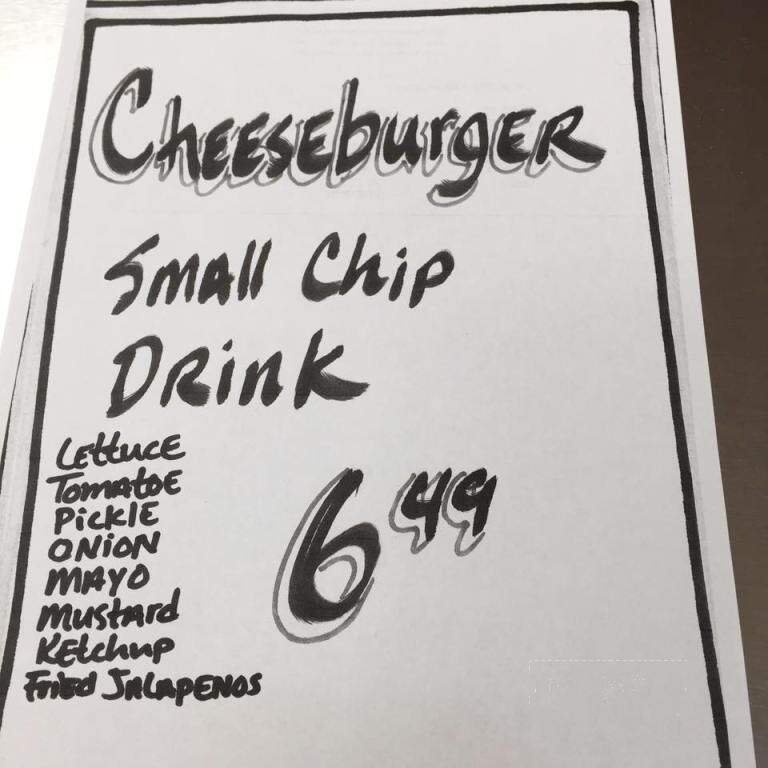 CHEESEburgER
Small Chip
DRink
LEttucE
TOMAtOE
PickLE
ONION
MAYO
MustARd
KEtchup
FRiEd JALApENOS
6 49